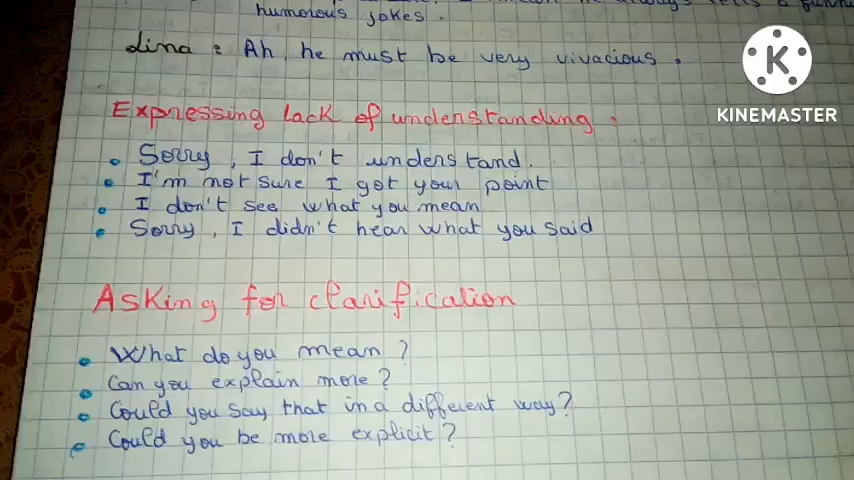 always tells a
humorous jokes.
Lina : Ah, he must be very vivacious.
Expressing lack of understanding :
Sorry, I don't understand.
I'm not sure I got your point
I don't see what you mean
Sorry, I didn't hear what you said
Asking for clarification
What do you mean ?
Can you explain more ?
Could you say that in a different way ?
Could you be more explicit ?
K
KINEMASTER